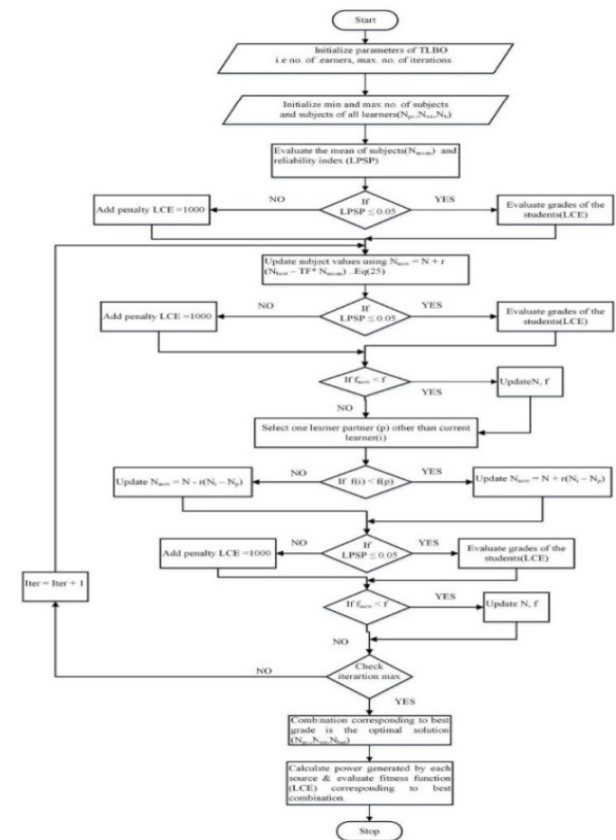 Start
Initialize parameters of TLBO
i.e no. of earners, max. no. of iterations
Initialize min and max no. of subjects
and subjects of all learners(Npv,Nwt,Nb)
Evaluate the mean of subjects(Nmean) and
reliability index (LPSP)
If
LPSP ≤ 0.05
NO
YES
Add penalty LCE =1000
Evaluate grades of the
students(LCE)
Update subject values using Nnew = N + r
(Nbest – TF* Nmean) ..Eq(25)
If
LPSP ≤ 0.05
NO
YES
Add penalty LCE =1000
Evaluate grades of the
students(LCE)
If fnew < f
YES
UpdateN, f
NO
Select one lesrner partner (p) other than current
learner(i)
If f(i) < f(p)
NO
YES
Update Nnew = N - r(Ni – Np)
Update Nnew = N + r(Ni – Np)
If
LPSP ≤ 0.05
NO
YES
Add penalty LCE =1000
Evaluate grades of the
students(LCE)
Iter = Iter + 1
If fnew < f
YES
Update N, f
NO
Check
iterartion max
NO
YES
Combination corresponding to best
grade is the optimal solution
Calculate power generated by each
source & evaluate fitness function
(LCE) corresponding to best
combination.
Stop